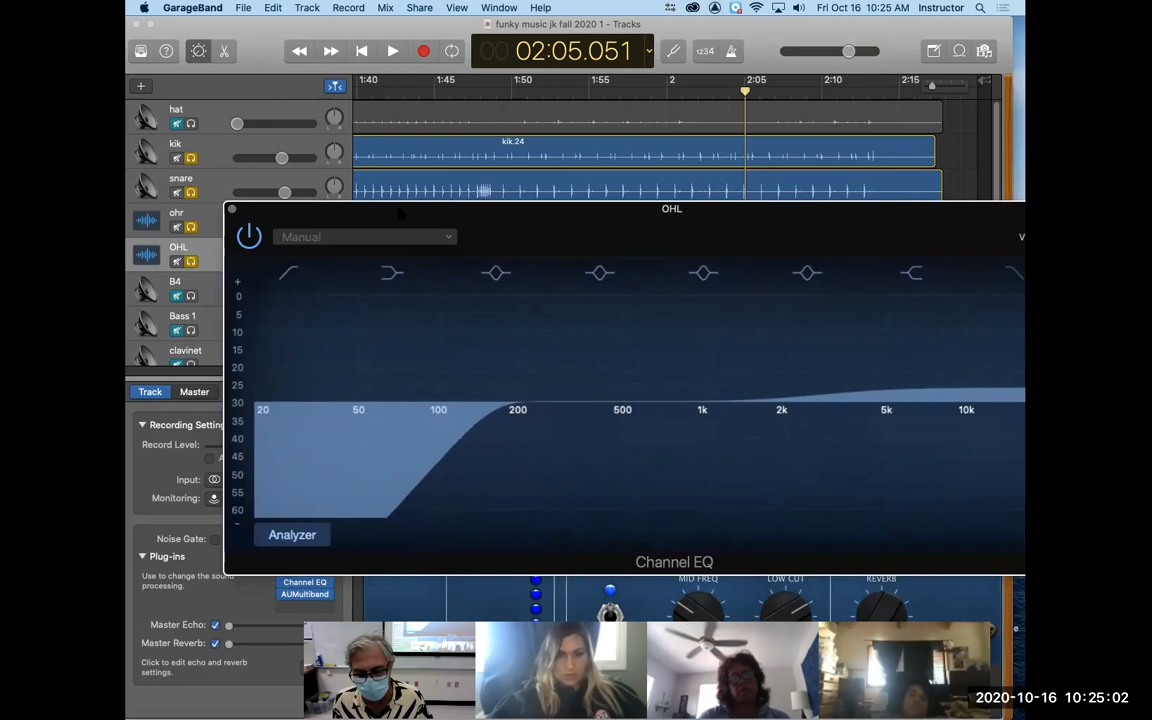 GarageBand File Edit Track Record Mix Share View Window Help Fri Oct 16 10:25 AM Instructor
funky music jk fall 2020 1 - Tracks
02:05.051 1234
1:40 1:45 1:50 1:55 2 2:05 2:10 2:15
hat
kik
kik.24
snare
ohr
OHL
B4
Bass 1
clavinet
OHL
Manual
+
0
5
10
15
20
25
30
35
40
45
50
55
60
-
20 50 100 200 500 1k 2k 5k 10k
Analyzer
Channel EQ
Track Master
Recording Setting
Record Level:
Input:
Monitoring:
Noise Gate:
Plug-ins
Use to change the sound
processing.
Channel EQ
AUMultiband
Master Echo:
Master Reverb:
Click to edit echo and reverb
settings.
MID FREQ LOW CUT REVERB
2020-10-16 10:25:02